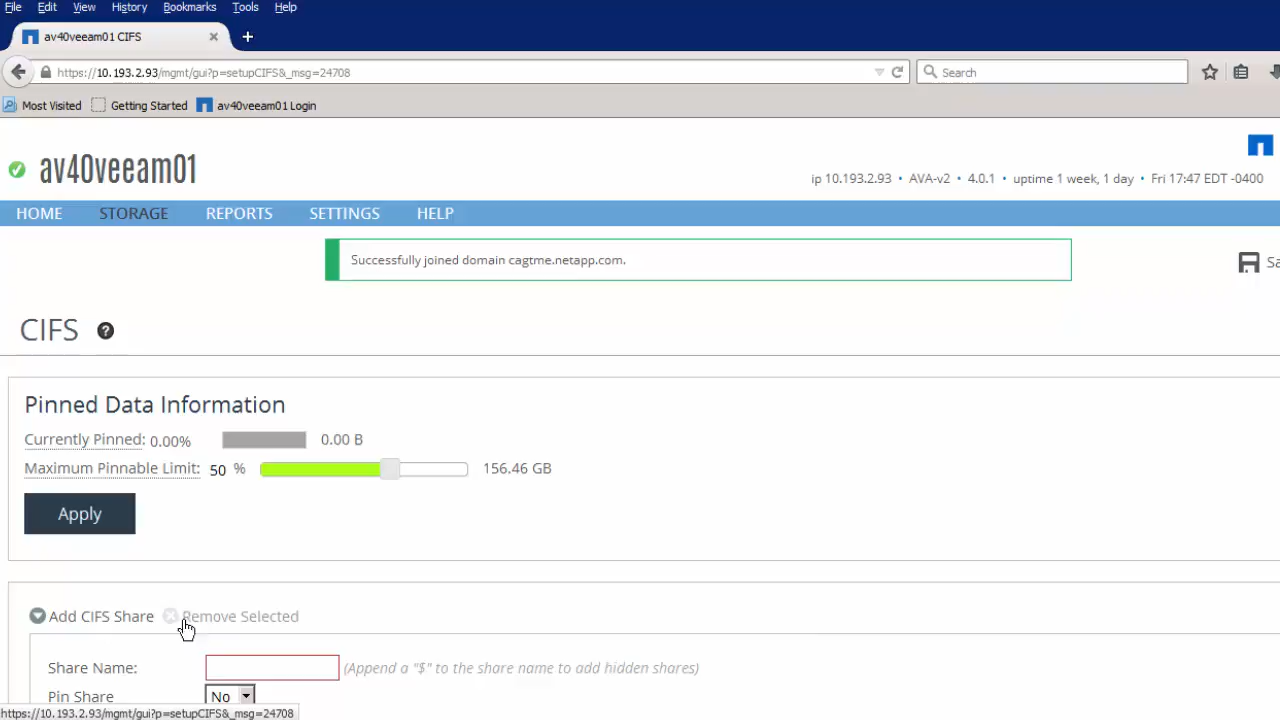 File Edit View History Bookmarks Tools Help
av40veeam01 CIFS
https://10.193.2.93/mgmt/gui?p=setupCIFS&_msg=24708
Search
Most Visited Getting Started av40veeam01 Login
av40veeam01
ip 10.193.2.93 • AVA-v2 • 4.0.1 • uptime 1 week, 1 day • Fri 17:47 EDT -0400
HOME STORAGE REPORTS SETTINGS HELP
Successfully joined domain cagtme.netapp.com.
Sa
CIFS ?
Pinned Data Information
Currently Pinned: 0.00% 0.00 B
Maximum Pinnable Limit: 50 % 156.46 GB
Apply
Add CIFS Share Remove Selected
Share Name: (Append a "$" to the share name to add hidden shares)
Pin Share No
https://10.193.2.93/mgmt/gui?p=setupCIFS&_msg=24708